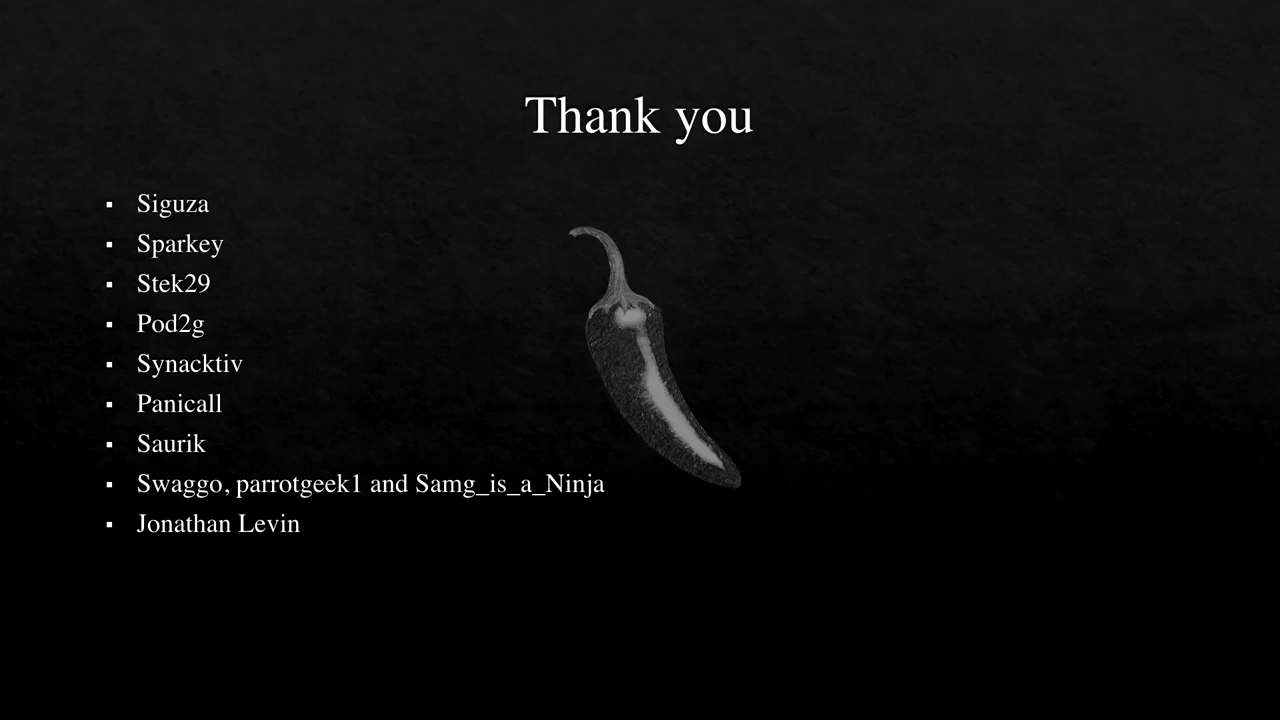 Thank you
▪ Siguza
▪ Sparkey
▪ Stek29
▪ Pod2g
▪ Synacktiv
▪ Panicall
▪ Saurik
▪ Swaggo, parrotgeek1 and Samg_is_a_Ninja
▪ Jonathan Levin